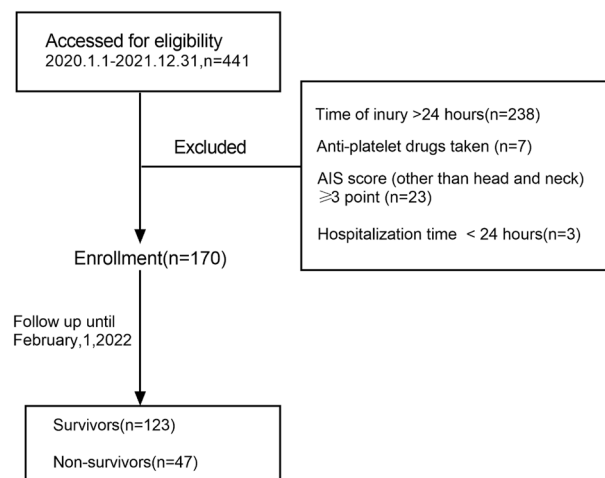 Accessed for eligibility
2020.1.1-2021.12.31,n=441
Excluded
Time of inury >24 hours(n=238)
Anti-platelet drugs taken (n=7)
AIS score (other than head and neck)
⩾3 point (n=23)
Hospitalization time < 24 hours(n=3)
Enrollment(n=170)
Follow up until
February,1,2022
Survivors(n=123)
Non-survivors(n=47)